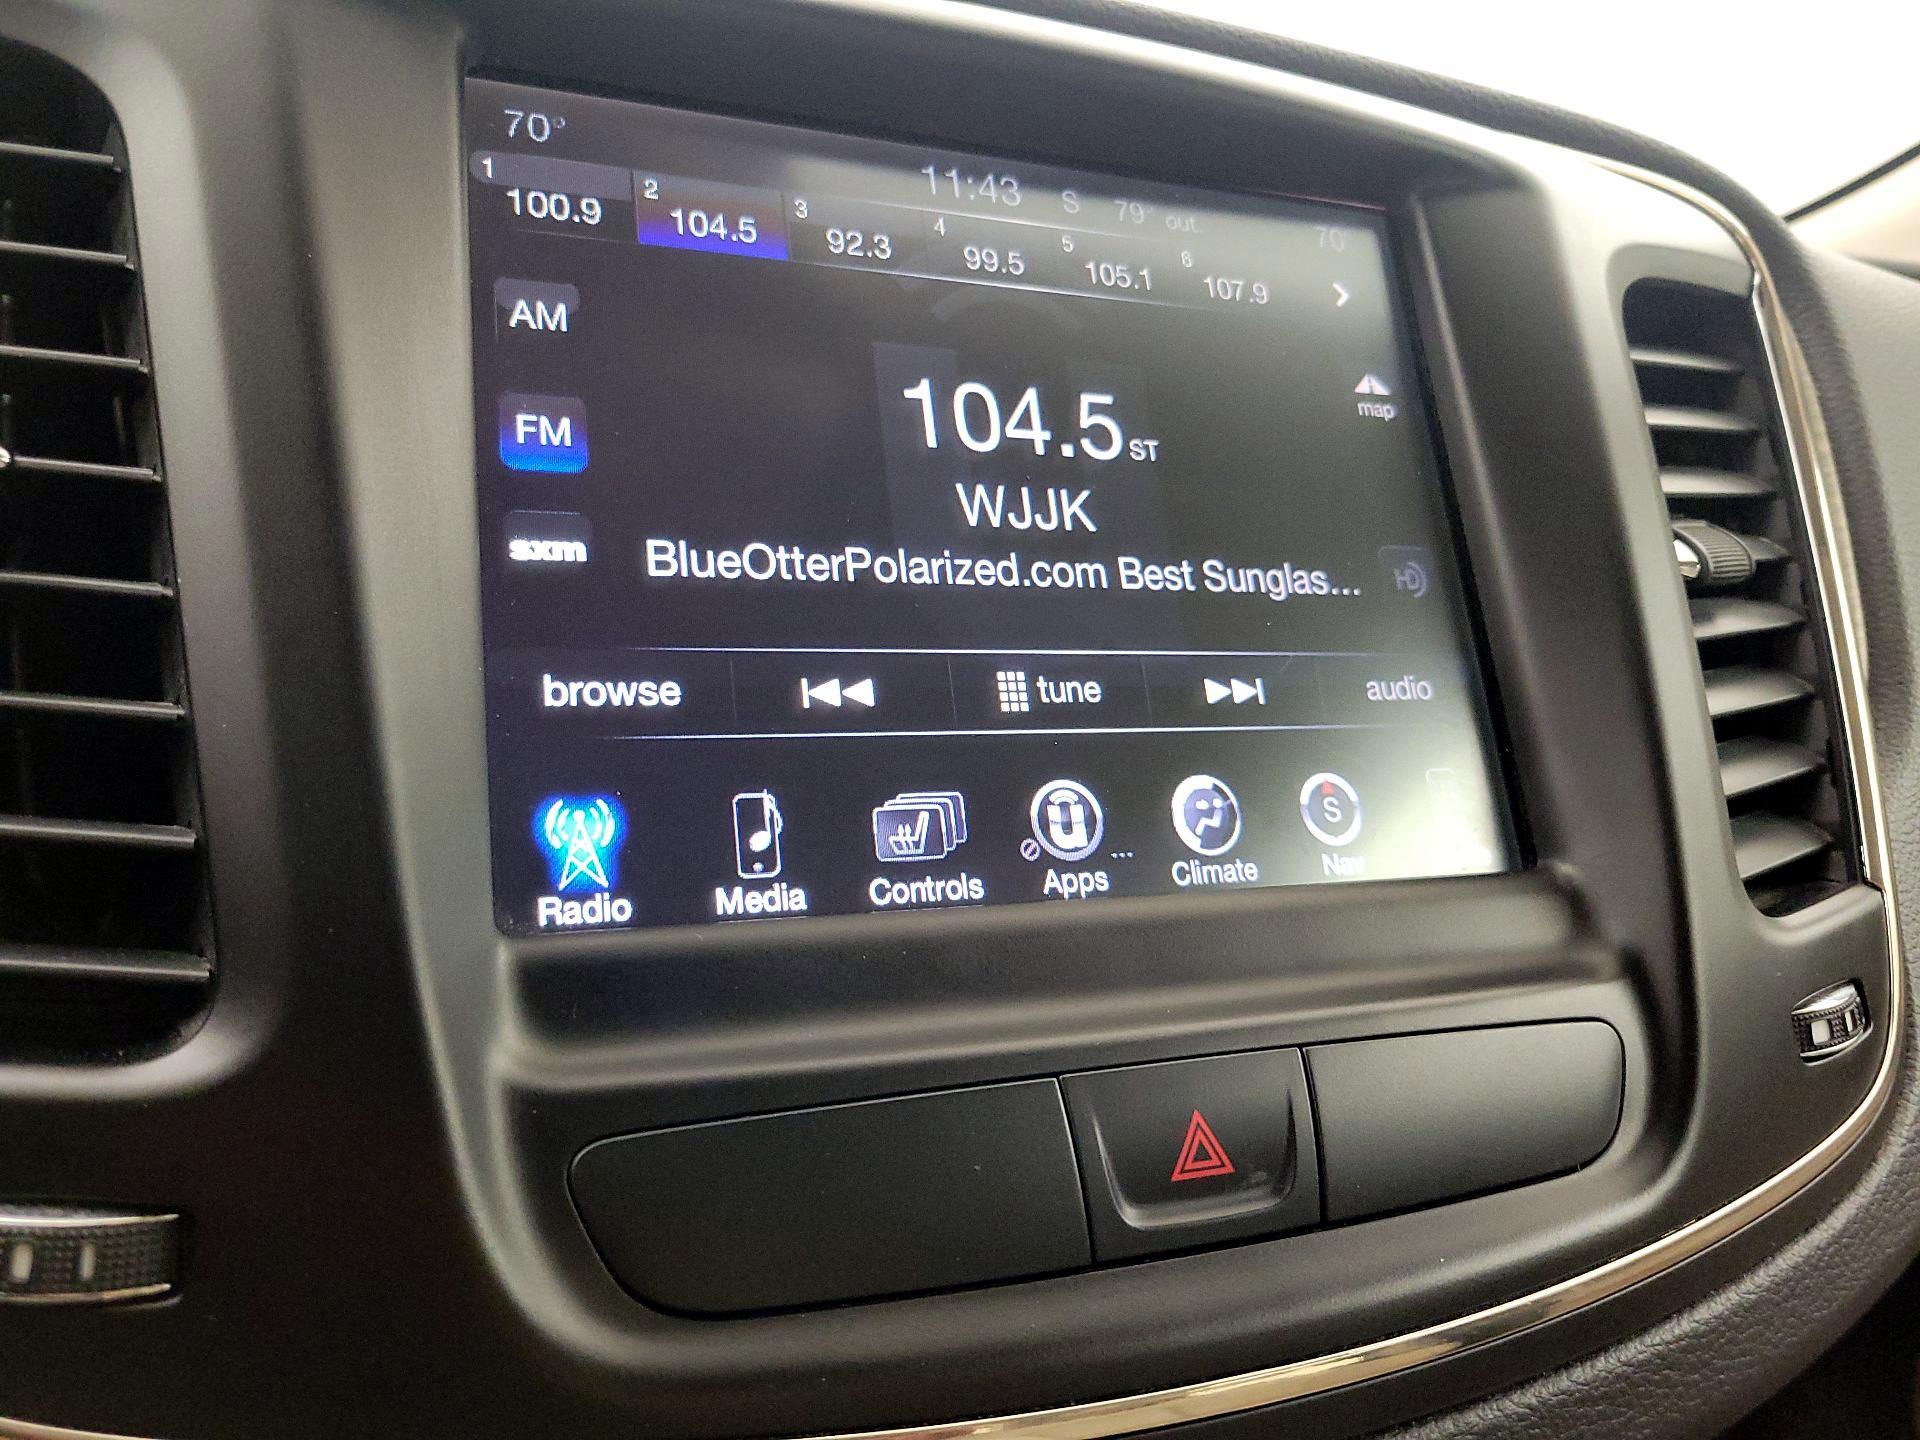 70°
11:43 S 79° out. 70°
1 100.9 2 104.5 3 92.3 4 99.5 5 105.1 6 107.9
AM
FM
sxm
104.5 ST
map
WJJK
BlueOtterPolarized.com Best Sunglas...
HD
browse tune audio
S
Radio Media Controls Apps ... Climate Nav